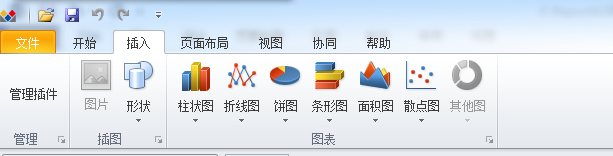 文件 开始 插入 页面布局 视图 协同 帮助
管理插件 图片 形状 柱状图 折线图 饼图 条形图 面积图 散点图 其他图
管理 插图 图表